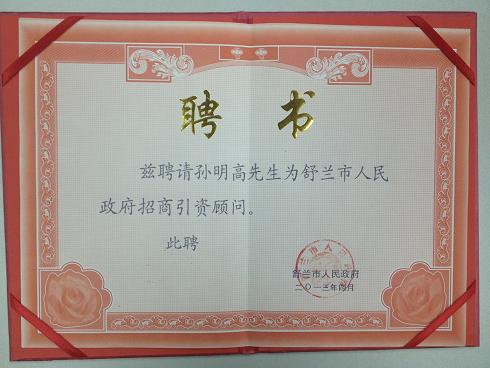 聘书
兹聘请孙明高先生为舒兰市人民
政府招商引资顾问。
此聘
舒兰市人民政府
二〇一三年四月